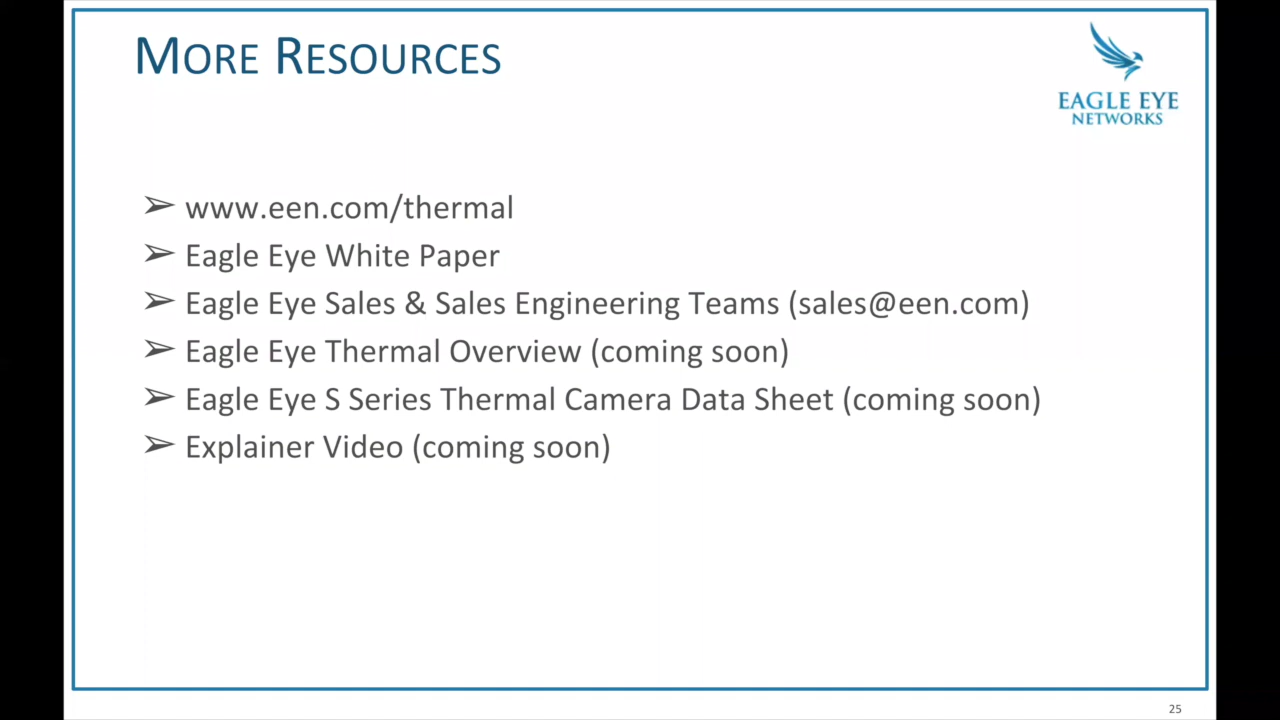 MORE RESOURCES
EAGLE EYE
NETWORKS
➢ www.een.com/thermal
➢ Eagle Eye White Paper
➢ Eagle Eye Sales & Sales Engineering Teams (sales@een.com)
➢ Eagle Eye Thermal Overview (coming soon)
➢ Eagle Eye S Series Thermal Camera Data Sheet (coming soon)
➢ Explainer Video (coming soon)
25